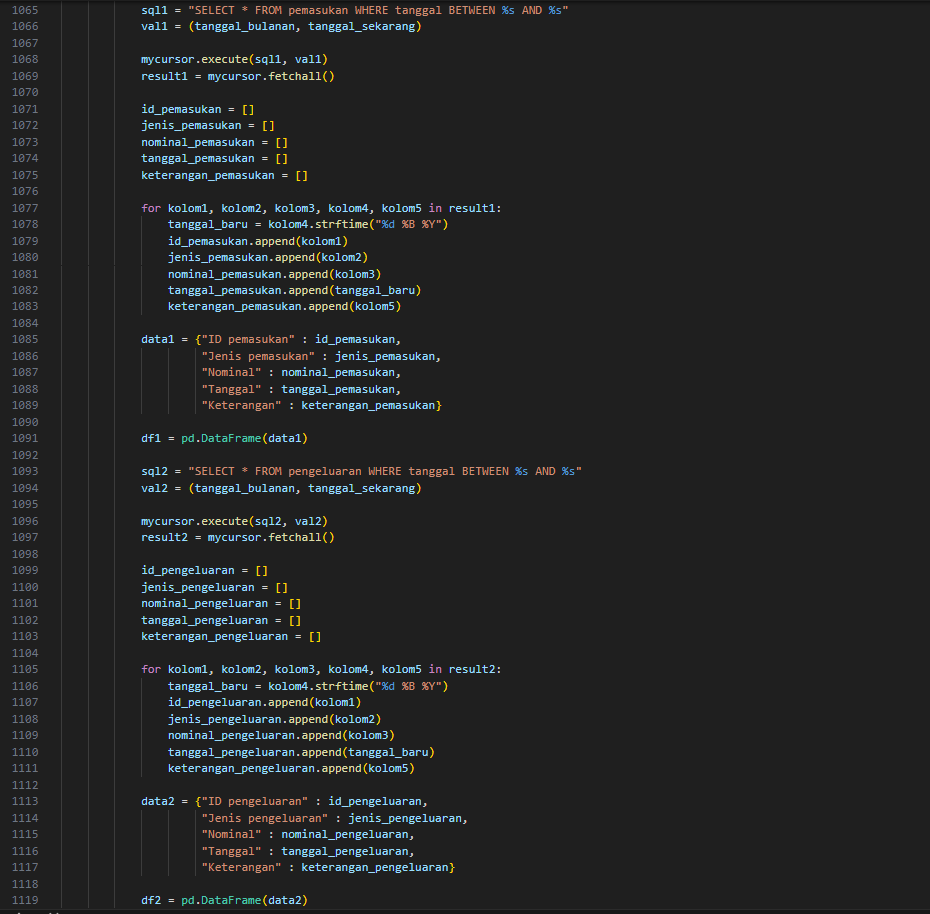 1065 sql1 = "SELECT * FROM pemasukan WHERE tanggal BETWEEN %s AND %s"
1066 val1 = (tanggal_bulanan, tanggal_sekarang)
1067
1068 mycursor.execute(sql1, val1)
1069 result1 = mycursor.fetchall()
1070
1071 id_pemasukan = []
1072 jenis_pemasukan = []
1073 nominal_pemasukan = []
1074 tanggal_pemasukan = []
1075 keterangan_pemasukan = []
1076
1077 for kolom1, kolom2, kolom3, kolom4, kolom5 in result1:
1078 tanggal_baru = kolom4.strftime("%d %B %Y")
1079 id_pemasukan.append(kolom1)
1080 jenis_pemasukan.append(kolom2)
1081 nominal_pemasukan.append(kolom3)
1082 tanggal_pemasukan.append(tanggal_baru)
1083 keterangan_pemasukan.append(kolom5)
1084
1085 data1 = {"ID pemasukan" : id_pemasukan,
1086 "Jenis pemasukan" : jenis_pemasukan,
1087 "Nominal" : nominal_pemasukan,
1088 "Tanggal" : tanggal_pemasukan,
1089 "Keterangan" : keterangan_pemasukan}
1090
1091 df1 = pd.DataFrame(data1)
1092
1093 sql2 = "SELECT * FROM pengeluaran WHERE tanggal BETWEEN %s AND %s"
1094 val2 = (tanggal_bulanan, tanggal_sekarang)
1095
1096 mycursor.execute(sql2, val2)
1097 result2 = mycursor.fetchall()
1098
1099 id_pengeluaran = []
1100 jenis_pengeluaran = []
1101 nominal_pengeluaran = []
1102 tanggal_pengeluaran = []
1103 keterangan_pengeluaran = []
1104
1105 for kolom1, kolom2, kolom3, kolom4, kolom5 in result2:
1106 tanggal_baru = kolom4.strftime("%d %B %Y")
1107 id_pengeluaran.append(kolom1)
1108 jenis_pengeluaran.append(kolom2)
1109 nominal_pengeluaran.append(kolom3)
1110 tanggal_pengeluaran.append(tanggal_baru)
1111 keterangan_pengeluaran.append(kolom5)
1112
1113 data2 = {"ID pengeluaran" : id_pengeluaran,
1114 "Jenis pengeluaran" : jenis_pengeluaran,
1115 "Nominal" : nominal_pengeluaran,
1116 "Tanggal" : tanggal_pengeluaran,
1117 "Keterangan" : keterangan_pengeluaran}
1118
1119 df2 = pd.DataFrame(data2)